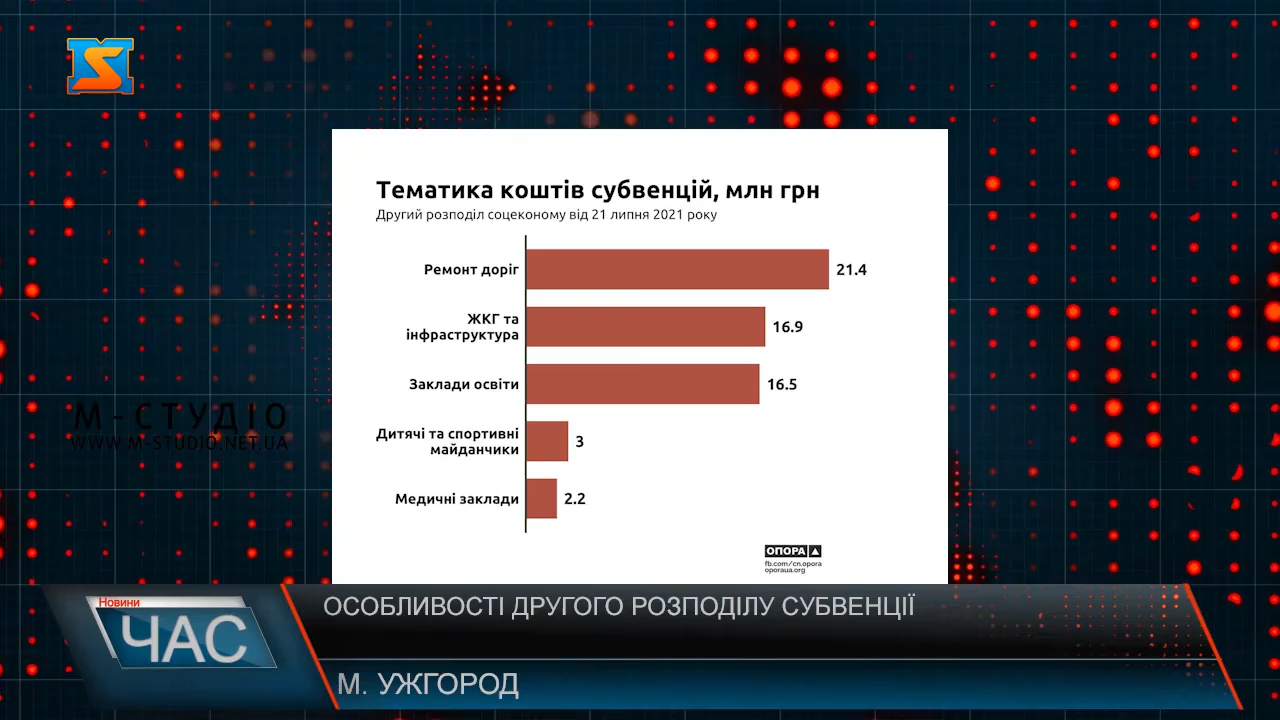 Тематика коштів субвенцій, млн грн
Другий розподіл соцеконому від 21 липня 2021 року
Ремонт доріг
21.4
ЖКГ та
інфраструктура
16.9
Заклади освіти
16.5
Дитячі та спортивні
майданчики
3
Медичні заклади
2.2
М-СТУДІО
WWW.M-STUDIO.NET.UA
ОПОРА
fb.com/cn.opora
oporaua.org
Новини
ЧАС
ОСОБЛИВОСТІ ДРУГОГО РОЗПОДІЛУ СУБВЕНЦІЇ
М. УЖГОРОД